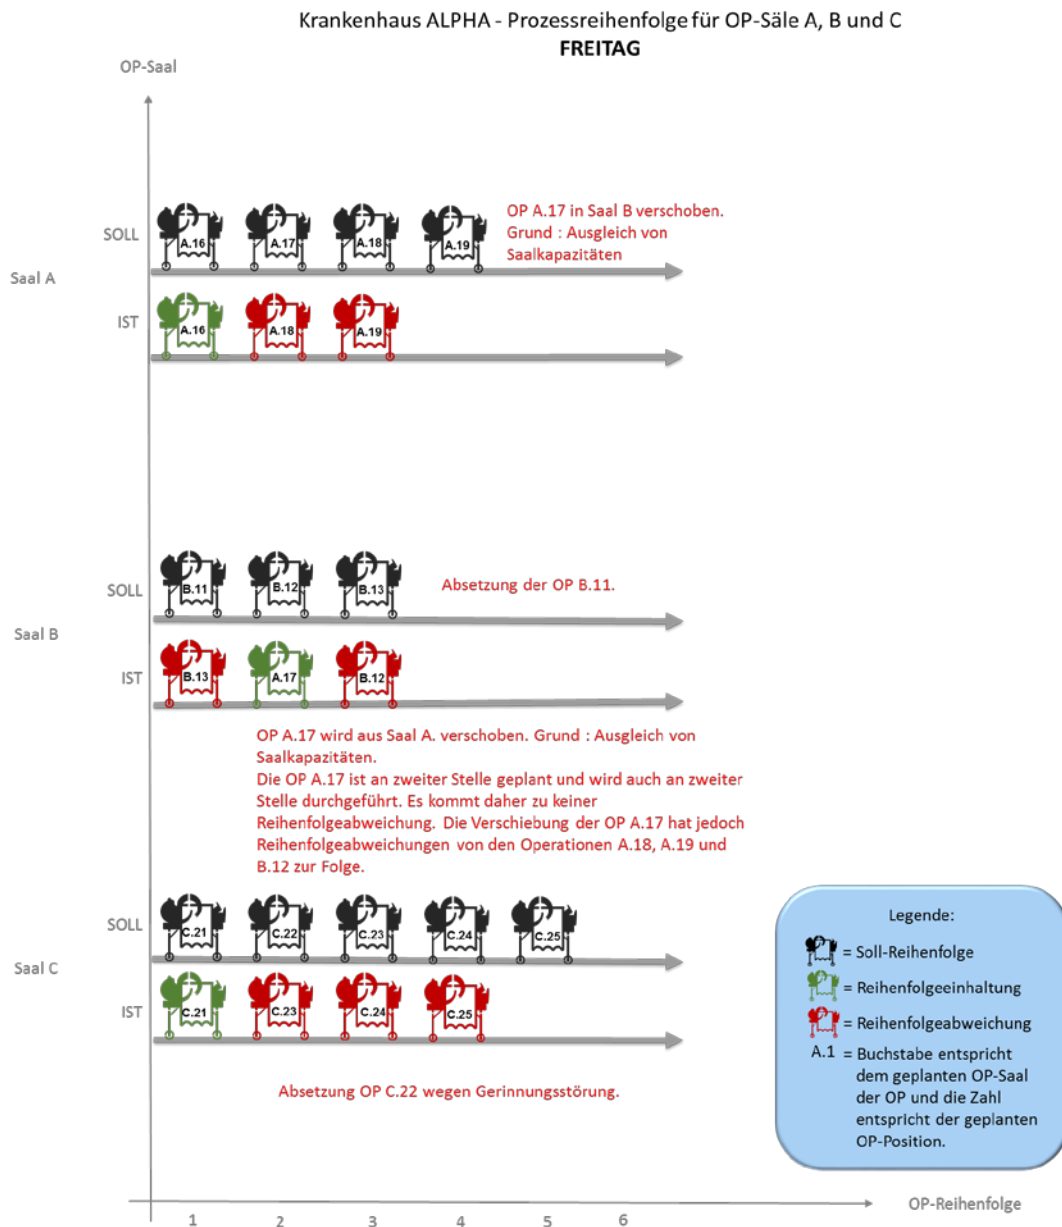 Krankenhaus ALPHA - Prozessreihenfolge für OP-Säle A, B und C
FREITAG
OP-Saal
Saal A
SOLL
A.16 A.17 A.18 A.19
OP A.17 in Saal B verschoben.
Grund : Ausgleich von
Saalkapazitäten
IST
A.16 A.18 A.19
Saal B
SOLL
B.11 B.12 B.13
Absetzung der OP B.11.
IST
B.13 A.17 B.12
OP A.17 wird aus Saal A. verschoben. Grund : Ausgleich von
Saalkapazitäten.
Die OP A.17 ist an zweiter Stelle geplant und wird auch an zweiter
Stelle durchgeführt. Es kommt daher zu keiner
Reihenfolgeabweichung. Die Verschiebung der OP A.17 hat jedoch
Reihenfolgeabweichungen von den Operationen A.18, A.19 und
B.12 zur Folge.
Saal C
SOLL
C.21 C.22 C.23 C.24 C.25
IST
C.21 C.23 C.24 C.25
Absetzung OP C.22 wegen Gerinnungsstörung.
Legende:
= Soll-Reihenfolge
= Reihenfolgeeinhaltung
= Reihenfolgeabweichung
A.1 = Buchstabe entspricht
dem geplanten OP-Saal
der OP und die Zahl
entspricht der geplanten
OP-Position.
1 2 3 4 5 6
OP-Reihenfolge